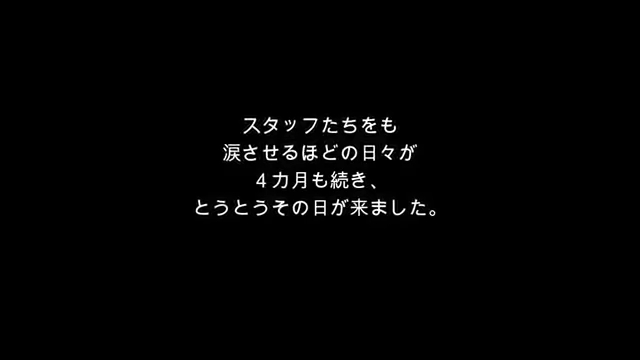 スタッフたちをも
涙させるほどの日々が
４カ月も続き、
とうとうその日が来ました。